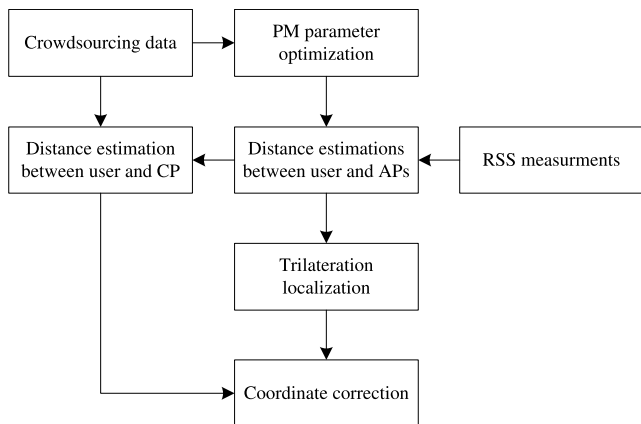 Crowdsourcing data
PM parameter
optimization
Distance estimation
between user and CP
Distance estimations
between user and APs
RSS measurments
Trilateration
localization
Coordinate correction